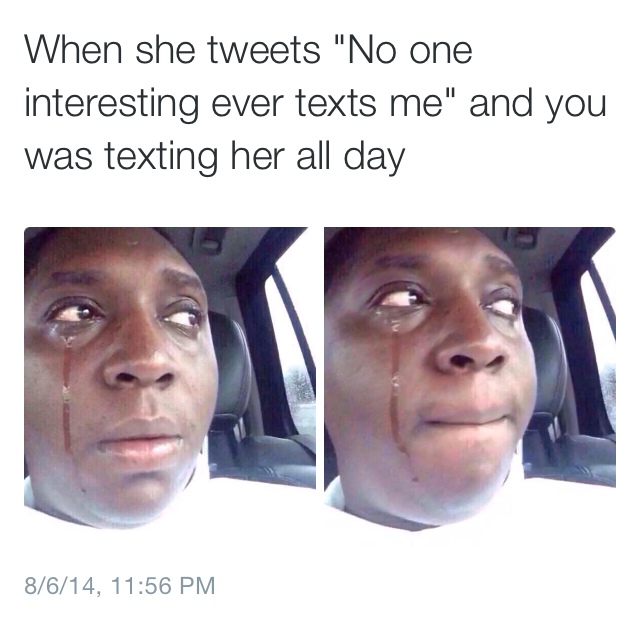 When she tweets "No one
interesting ever texts me" and you
was texting her all day
8/6/14, 11:56 PM